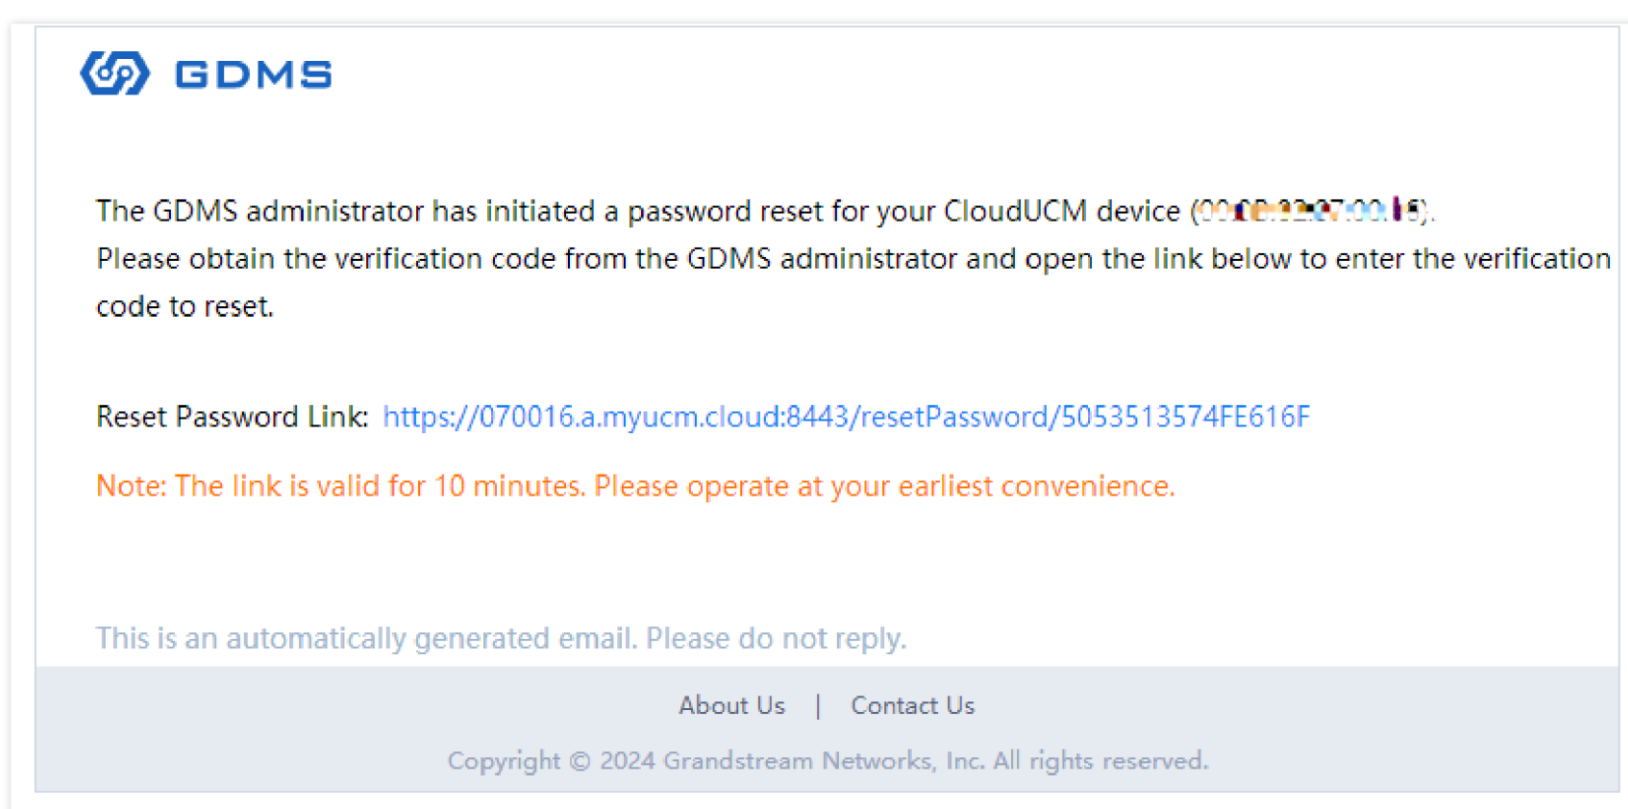 GDMS
The GDMS administrator has initiated a password reset for your CloudUCM device ( ).
Please obtain the verification code from the GDMS administrator and open the link below to enter the verification
code to reset.
Reset Password Link: https://070016.a.myucm.cloud:8443/resetPassword/5053513574FE616F
Note: The link is valid for 10 minutes. Please operate at your earliest convenience.
This is an automatically generated email. Please do not reply.
About Us | Contact Us
Copyright © 2024 Grandstream Networks, Inc. All rights reserved.